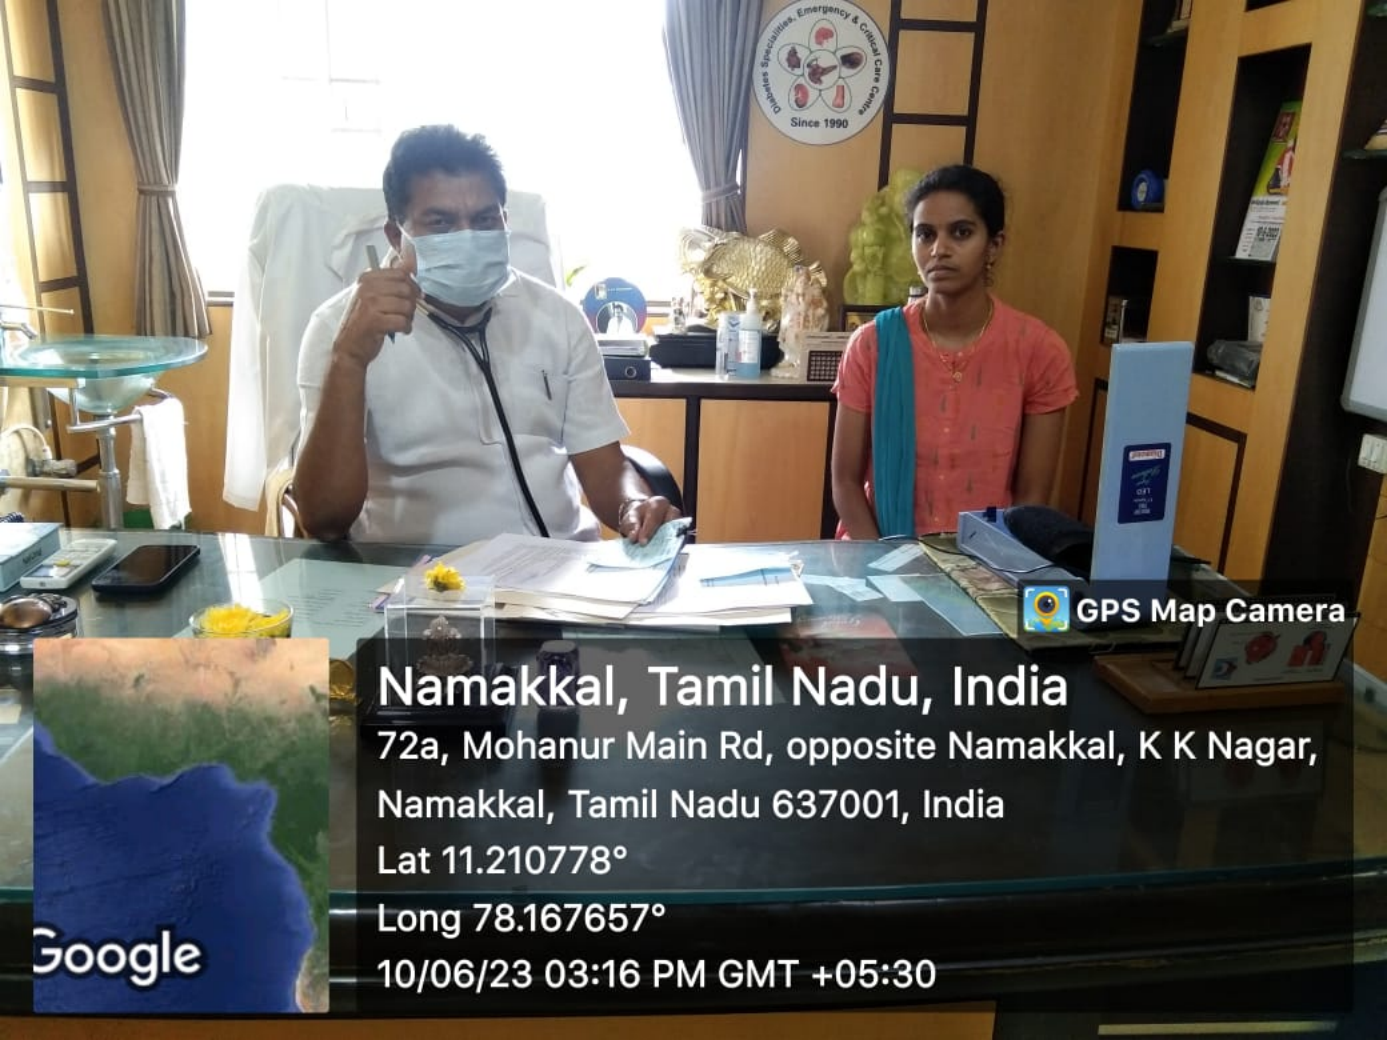 Diabetes Specialities, Emergency & Critical Care Centre
Since 1990
GPS Map Camera
Namakkal, Tamil Nadu, India
72a, Mohanur Main Rd, opposite Namakkal, K K Nagar,
Namakkal, Tamil Nadu 637001, India
Lat 11.210778°
Long 78.167657°
10/06/23 03:16 PM GMT +05:30
Google